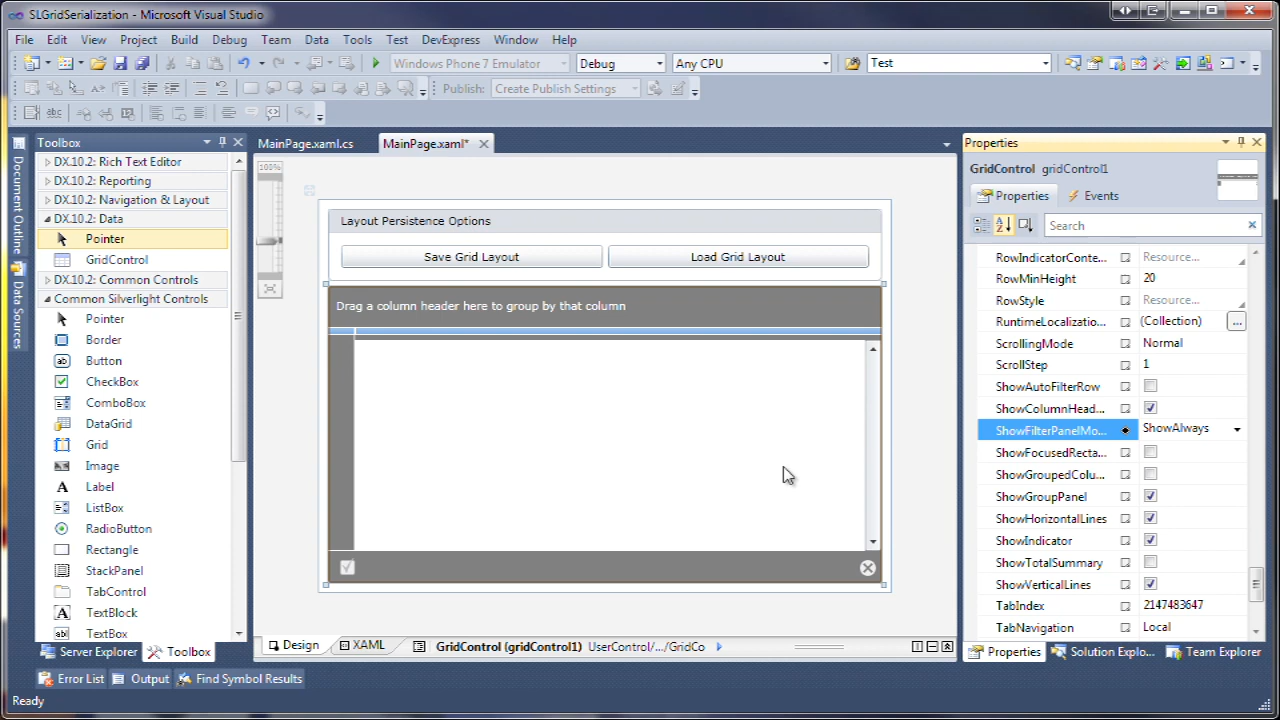 SLGridSerialization - Microsoft Visual Studio
File Edit View Project Build Debug Team Data Tools Test DevExpress Window Help
Windows Phone 7 Emulator Debug Any CPU Test
Publish: Create Publish Settings
abc
Document Outline
Data Sources
Toolbox
DX.10.2: Rich Text Editor
DX.10.2: Reporting
DX.10.2: Navigation & Layout
DX.10.2: Data
Pointer
GridControl
DX.10.2: Common Controls
Common Silverlight Controls
Pointer
Border
Button
CheckBox
ComboBox
DataGrid
Grid
Image
Label
ListBox
RadioButton
Rectangle
StackPanel
TabControl
TextBlock
TextBox
Server Explorer Toolbox
MainPage.xaml.cs MainPage.xaml*
100%
Layout Persistence Options
Save Grid Layout Load Grid Layout
Drag a column header here to group by that column
Design XAML GridControl (gridControl1) UserControl/.../GridCo
Properties
GridControl gridControl1
Properties Events
Search
RowIndicatorConte... Resource...
RowMinHeight 20
RowStyle Resource...
RuntimeLocalizatio... (Collection) ...
ScrollingMode Normal
ScrollStep 1
ShowAutoFilterRow
ShowColumnHead...
ShowFilterPanelMo... ShowAlways
ShowFocusedRecta...
ShowGroupedColu...
ShowGroupPanel
ShowHorizontalLines
ShowIndicator
ShowTotalSummary
ShowVerticalLines
TabIndex 2147483647
TabNavigation Local
Properties Solution Explo... Team Explorer
Error List Output Find Symbol Results
Ready